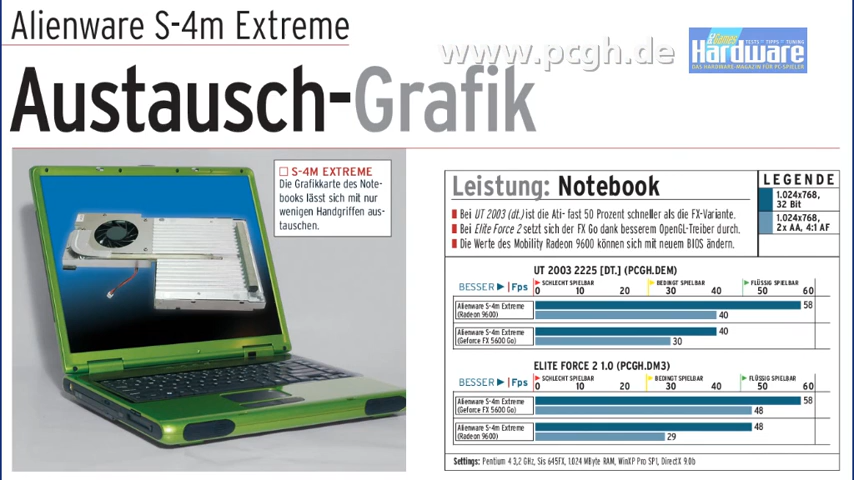 Alienware S-4m Extreme
www.pcgh.de
PC Games
Hardware
TESTS • TIPPS • TUNING
DAS HARDWARE-MAGAZIN FÜR PC-SPIELER
Austausch-Grafik
S-4M EXTREME
Die Grafikkarte des Note-
books lässt sich mit nur
wenigen Handgriffen aus-
tauschen.
Leistung: Notebook
Bei UT 2003 (dt.) ist die Ati- fast 50 Prozent schneller als die FX-Variante.
Bei Elite Force 2 setzt sich der FX Go dank besserem OpenGL-Treiber durch.
Die Werte des Mobility Radeon 9600 können sich mit neuem BIOS ändern.
LEGENDE
1.024x768,
32 Bit
1.024x768,
2x AA, 4:1 AF
UT 2003 2225 [DT.] (PCGH.DEM)
BESSER ▶ | Fps
SCHLECHT SPIELBAR BEDINGT SPIELBAR FLÜSSIG SPIELBAR
0 10 20 30 40 50 60
Alienware S-4m Extreme
(Radeon 9600)
58
40
Alienware S-4m Extreme
(Geforce FX 5600 Go)
40
30
ELITE FORCE 2 1.0 (PCGH.DM3)
BESSER ▶ | Fps
SCHLECHT SPIELBAR BEDINGT SPIELBAR FLÜSSIG SPIELBAR
0 10 20 30 40 50 60
Alienware S-4m Extreme
(Geforce FX 5600 Go)
58
48
Alienware S-4m Extreme
(Radeon 9600)
48
29
Settings: Pentium 4 3,2 GHz, Sis 645FX, 1.024 MByte RAM, WinXP Pro SP1, DirectX 9.0b